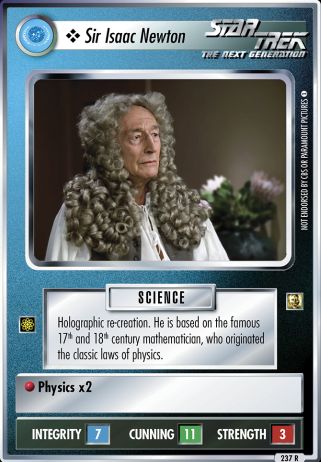 ❖ Sir Isaac Newton
STAR TREK
THE NEXT GENERATION
NOT ENDORSED BY CBS OR PARAMOUNT PICTURES
SCIENCE
Holographic re-creation. He is based on the famous
17th and 18th century mathematician, who originated
the classic laws of physics.
Physics x2
INTEGRITY 7 CUNNING 11 STRENGTH 3
237 R